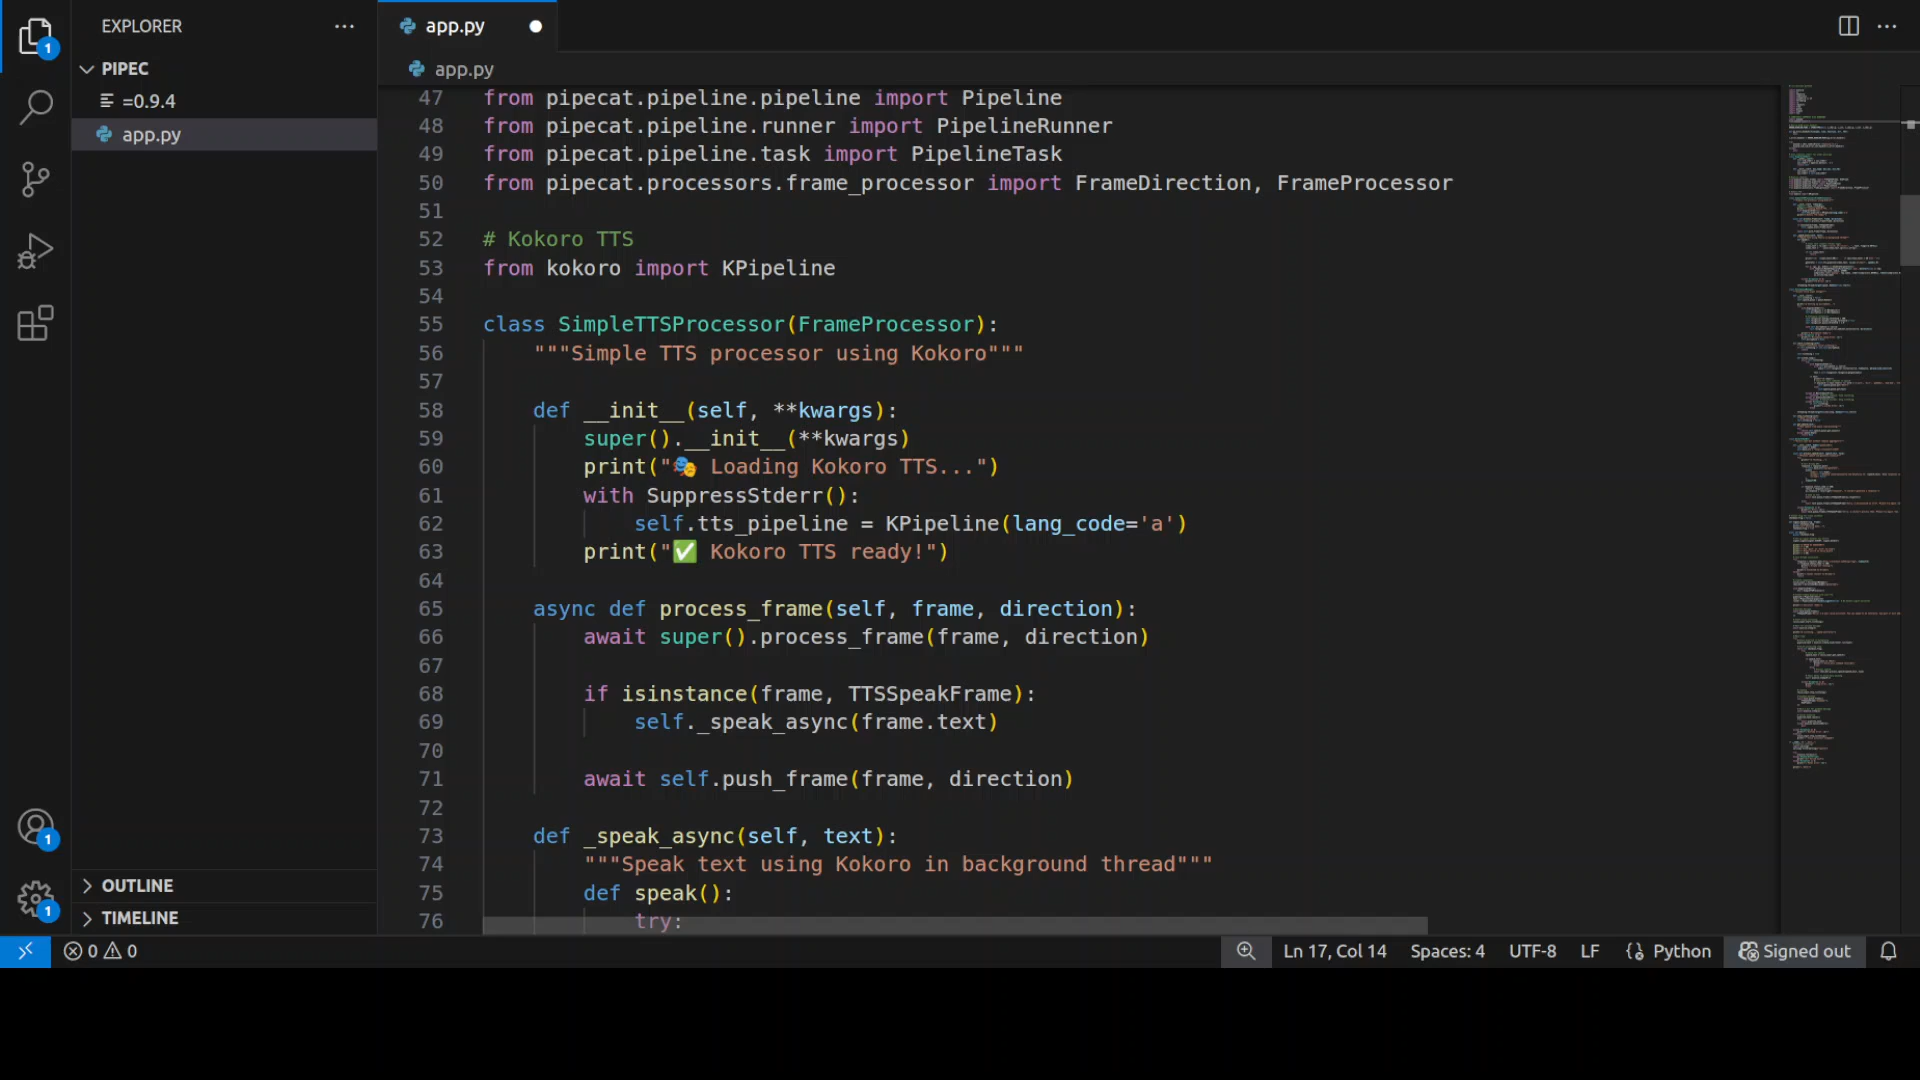 EXPLORER
PIPEC
=0.9.4
app.py
OUTLINE
TIMELINE
1
1
1
app.py
app.py
47 from pipecat.pipeline.pipeline import Pipeline
48 from pipecat.pipeline.runner import PipelineRunner
49 from pipecat.pipeline.task import PipelineTask
50 from pipecat.processors.frame_processor import FrameDirection, FrameProcessor
51
52 # Kokoro TTS
53 from kokoro import KPipeline
54
55 class SimpleTTSProcessor(FrameProcessor):
56     """Simple TTS processor using Kokoro"""
57
58     def __init__(self, **kwargs):
59         super().__init__(**kwargs)
60         print("🎭 Loading Kokoro TTS...")
61         with SuppressStderr():
62             self.tts_pipeline = KPipeline(lang_code='a')
63         print("✅ Kokoro TTS ready!")
64
65     async def process_frame(self, frame, direction):
66         await super().process_frame(frame, direction)
67
68         if isinstance(frame, TTSSpeakFrame):
69             self._speak_async(frame.text)
70
71         await self.push_frame(frame, direction)
72
73     def _speak_async(self, text):
74         """Speak text using Kokoro in background thread"""
75         def speak():
76             try:
0 0 Ln 17, Col 14 Spaces: 4 UTF-8 LF Python Signed out